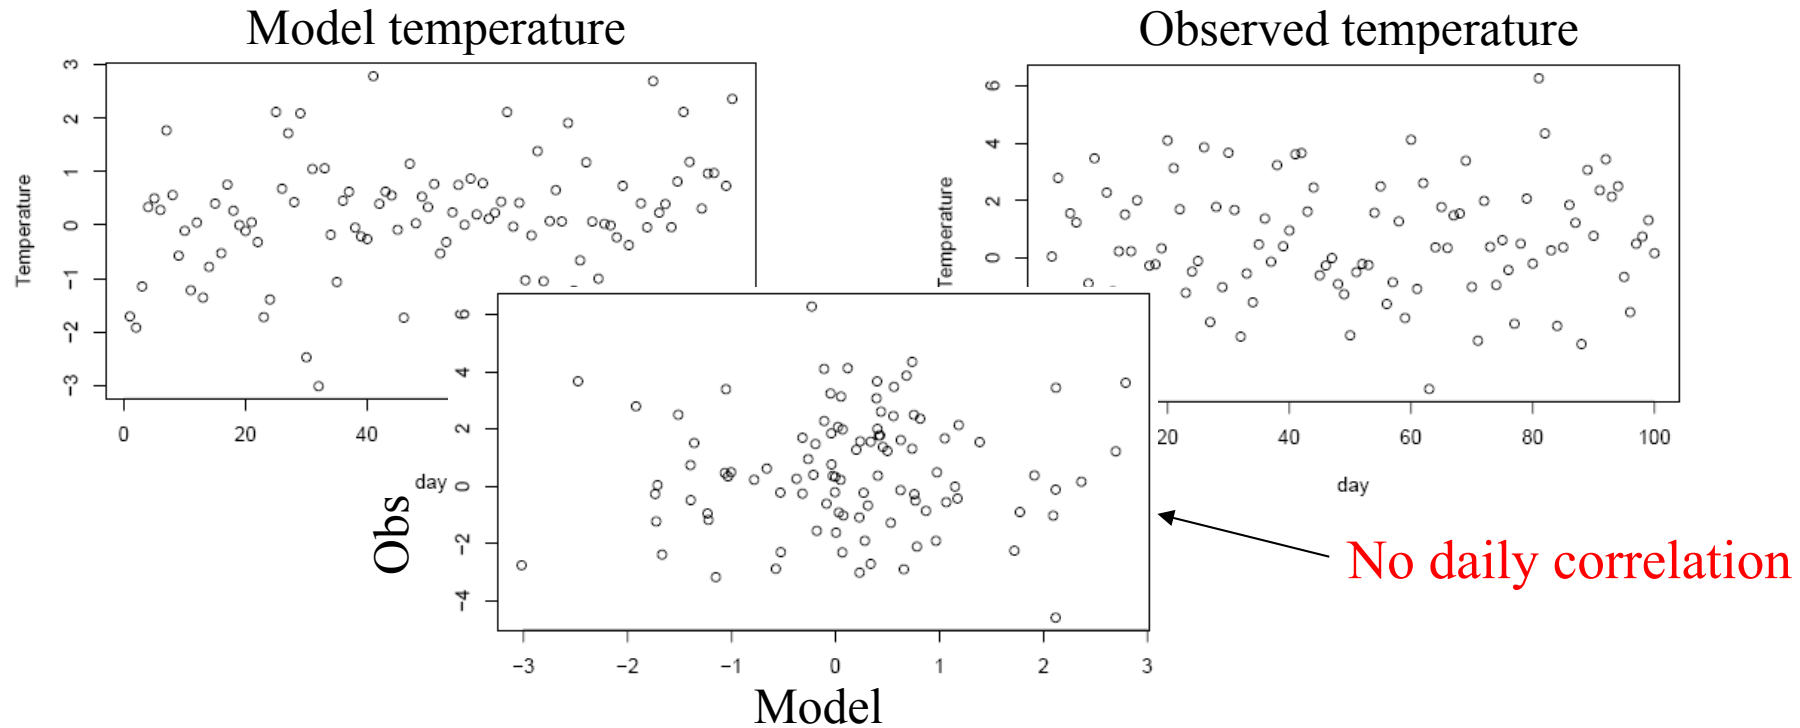 Model temperature
Observed temperature
Temperature
3
2
1
0
−1
−2
−3
0 20 40
day
Temperature
6
4
2
0
20 40 60 80 100
day
Obs
6
4
2
0
−2
−4
−3 −2 −1 0 1 2 3
Model
No daily correlation